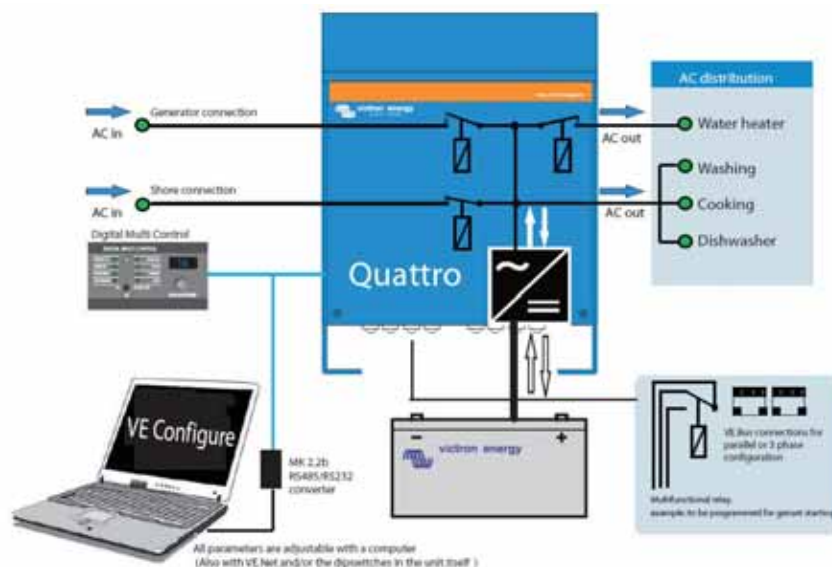 victron energy
AC distribution
Generator connection
AC in
AC out
Water heater
Washing
Shore connection
AC in
AC out
Cooking
Dishwasher
Digital Multi Control
Quattro
VE Configure
MK 2.2b
RS485/RS232
converter
- +
victron energy
VE.Bus connections for
parallel or 3 phase
configuration
Multifunctional relay,
example: to be programmed for genset starting
All parameters are adjustable with a computer
(Also with VE.Net and/or the dipswitches in the unit itself )